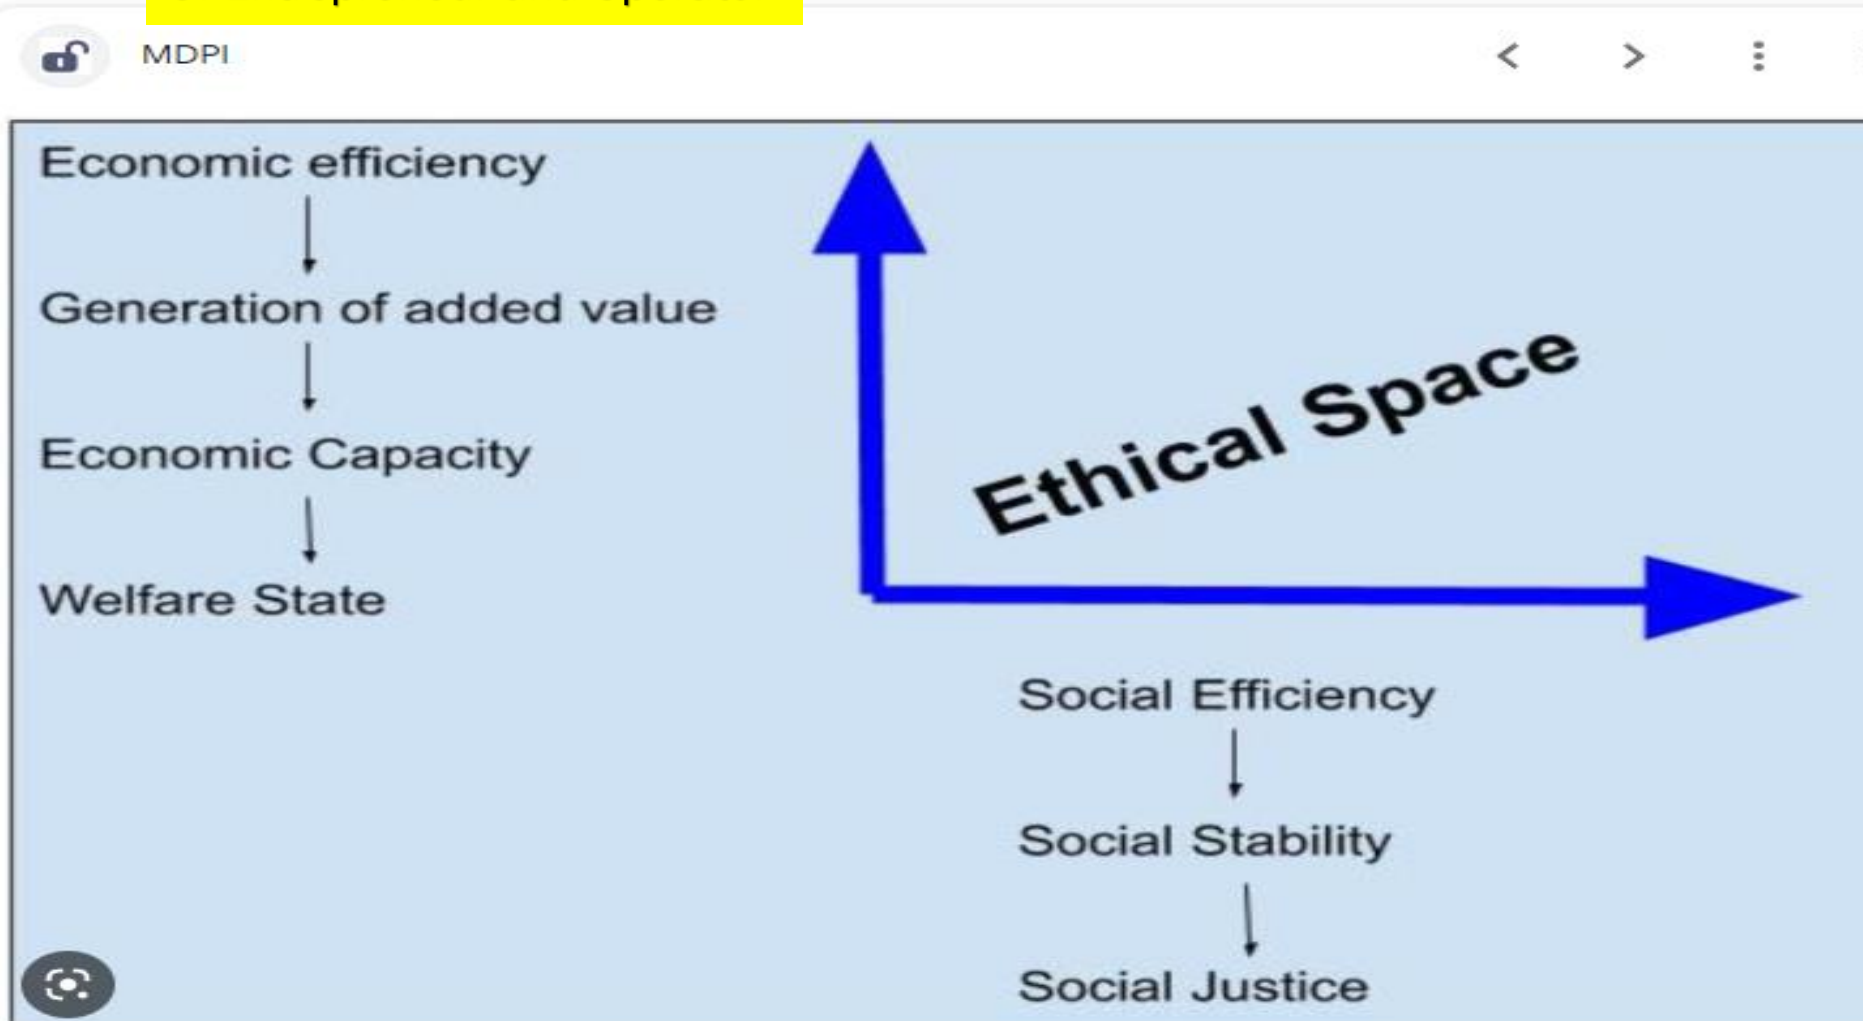 MDPI
Economic efficiency
Generation of added value
Economic Capacity
Welfare State
Ethical Space
Social Efficiency
Social Stability
Social Justice